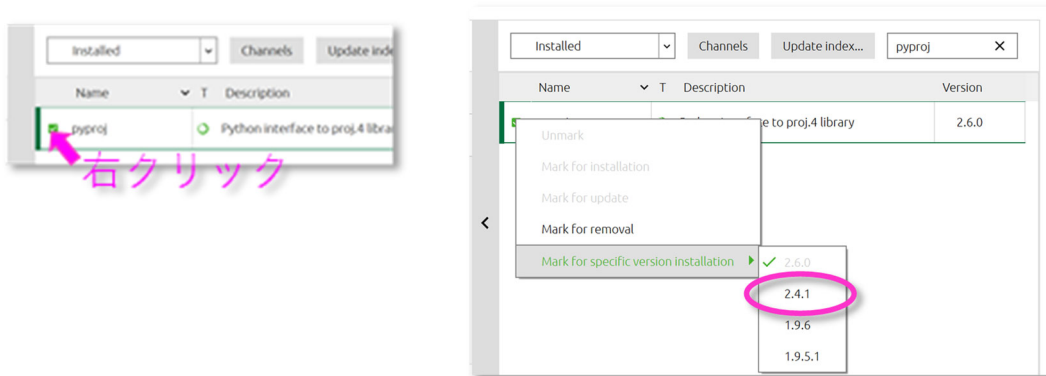 Installed
Channels
Update inde
Name
T
Description
pyproj
Python interface to proj.4 librar
右クリック
Installed
Channels
Update index...
pyproj
Name
T
Description
Version
e to proj.4 library
2.6.0
Unmark
Mark for installation
Mark for update
Mark for removal
Mark for specific version installation
2.6.0
2.4.1
1.9.6
1.9.5.1